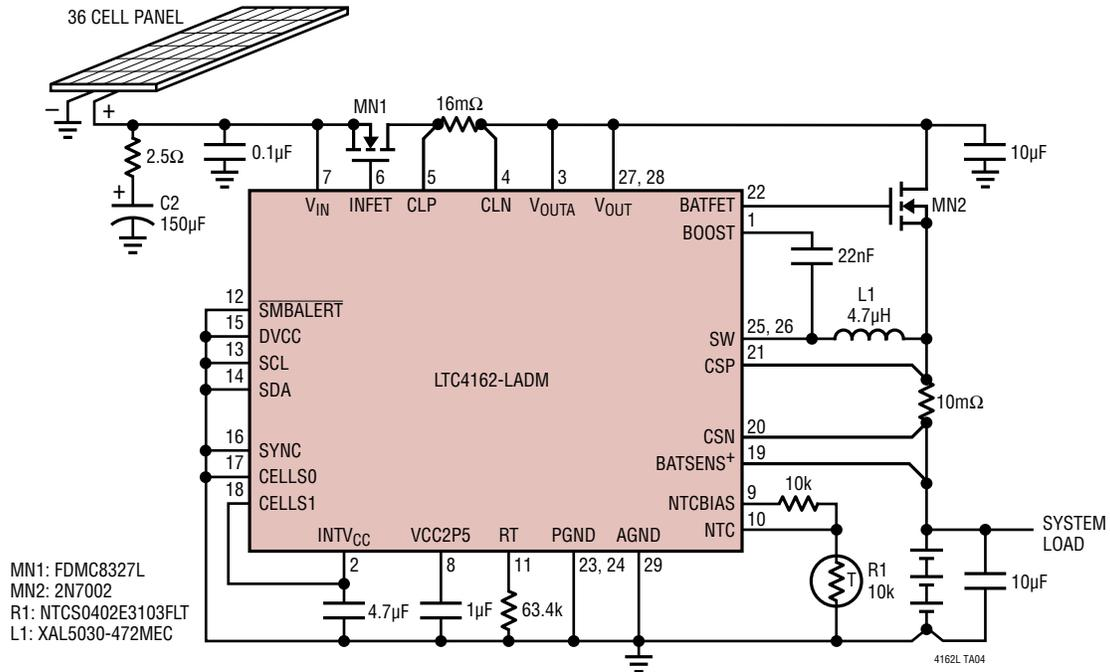 36 CELL PANEL
–
+
MN1
16mΩ
2.5Ω
0.1µF
10µF
+
C2
150µF
7
6
5
4
3
27, 28
VIN
INFET
CLP
CLN
VOUTA
VOUT
BATFET
22
MN2
BOOST
1
22nF
L1
4.7µH
12
SMBALERT
15
DVCC
13
SCL
14
SDA
SW
25, 26
CSP
21
LTC4162-LADM
10mΩ
CSN
20
BATSENS+
19
16
SYNC
17
CELLS0
18
CELLS1
NTCBIAS
9
10k
NTC
10
SYSTEM
LOAD
INTVCC
VCC2P5
RT
PGND
AGND
2
8
11
23, 24
29
T
R1
10k
10µF
4.7µF
1µF
63.4k
MN1: FDMC8327L
MN2: 2N7002
R1: NTCS0402E3103FLT
L1: XAL5030-472MEC
4162L TA04